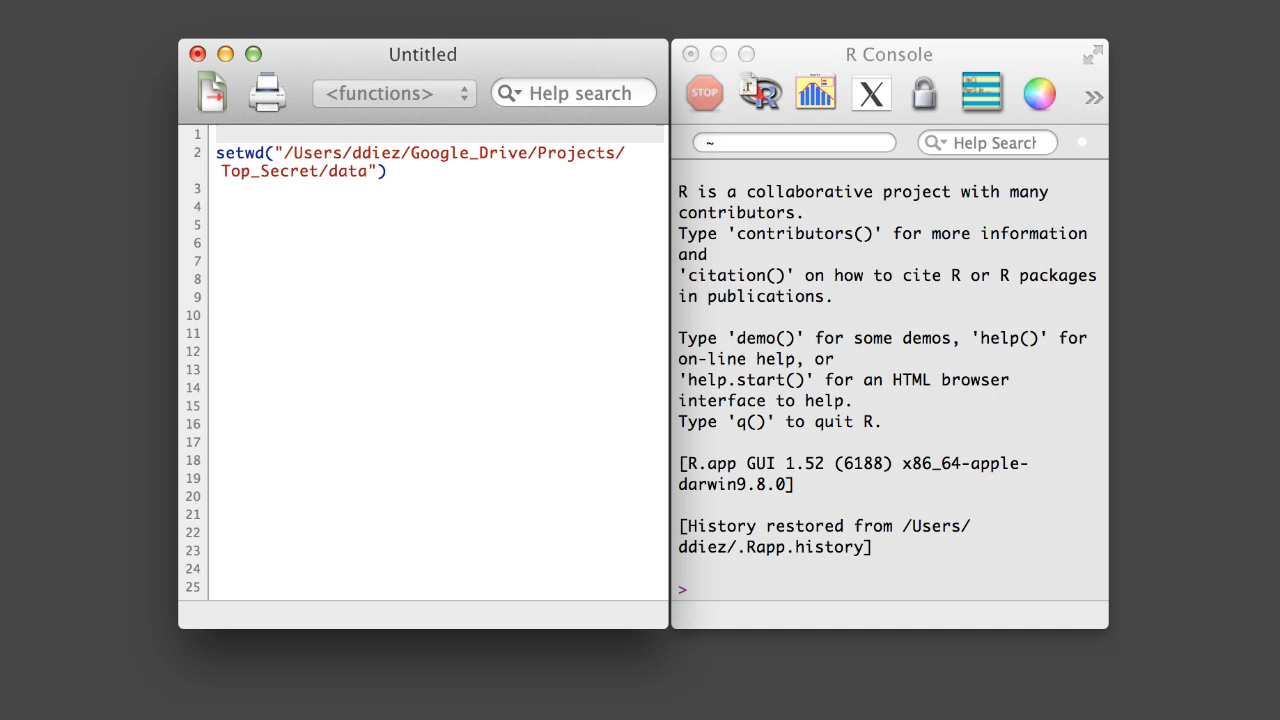 Untitled
<functions>
Help search
1
2 setwd("/Users/ddiez/Google_Drive/Projects/
Top_Secret/data")
3
4
5
6
7
8
9
10
11
12
13
14
15
16
17
18
19
20
21
22
23
24
25
R Console
STOP
R
X
~
Help Search
R is a collaborative project with many
contributors.
Type 'contributors()' for more information
and
'citation()' on how to cite R or R packages
in publications.
Type 'demo()' for some demos, 'help()' for
on-line help, or
'help.start()' for an HTML browser
interface to help.
Type 'q()' to quit R.
[R.app GUI 1.52 (6188) x86_64-apple-
darwin9.8.0]
[History restored from /Users/
ddiez/.Rapp.history]
>